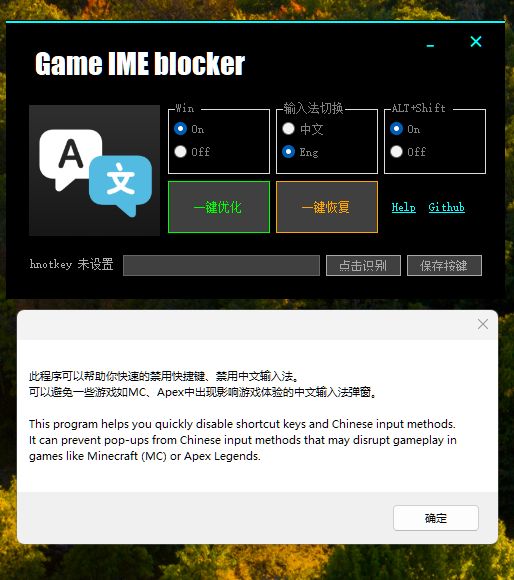 Game IME blocker
Win
On
Off
输入法切换
中文
Eng
ALT+Shift
On
Off
A
文
一键优化
一键恢复
Help
Github
hnotkey 未设置
点击识别
保存按键
此程序可以帮助你快速的禁用快捷键、禁用中文输入法。
可以避免一些游戏如MC、Apex中出现影响游戏体验的中文输入法弹窗。
This program helps you quickly disable shortcut keys and Chinese input methods.
It can prevent pop-ups from Chinese input methods that may disrupt gameplay in
games like Minecraft (MC) or Apex Legends.
确定